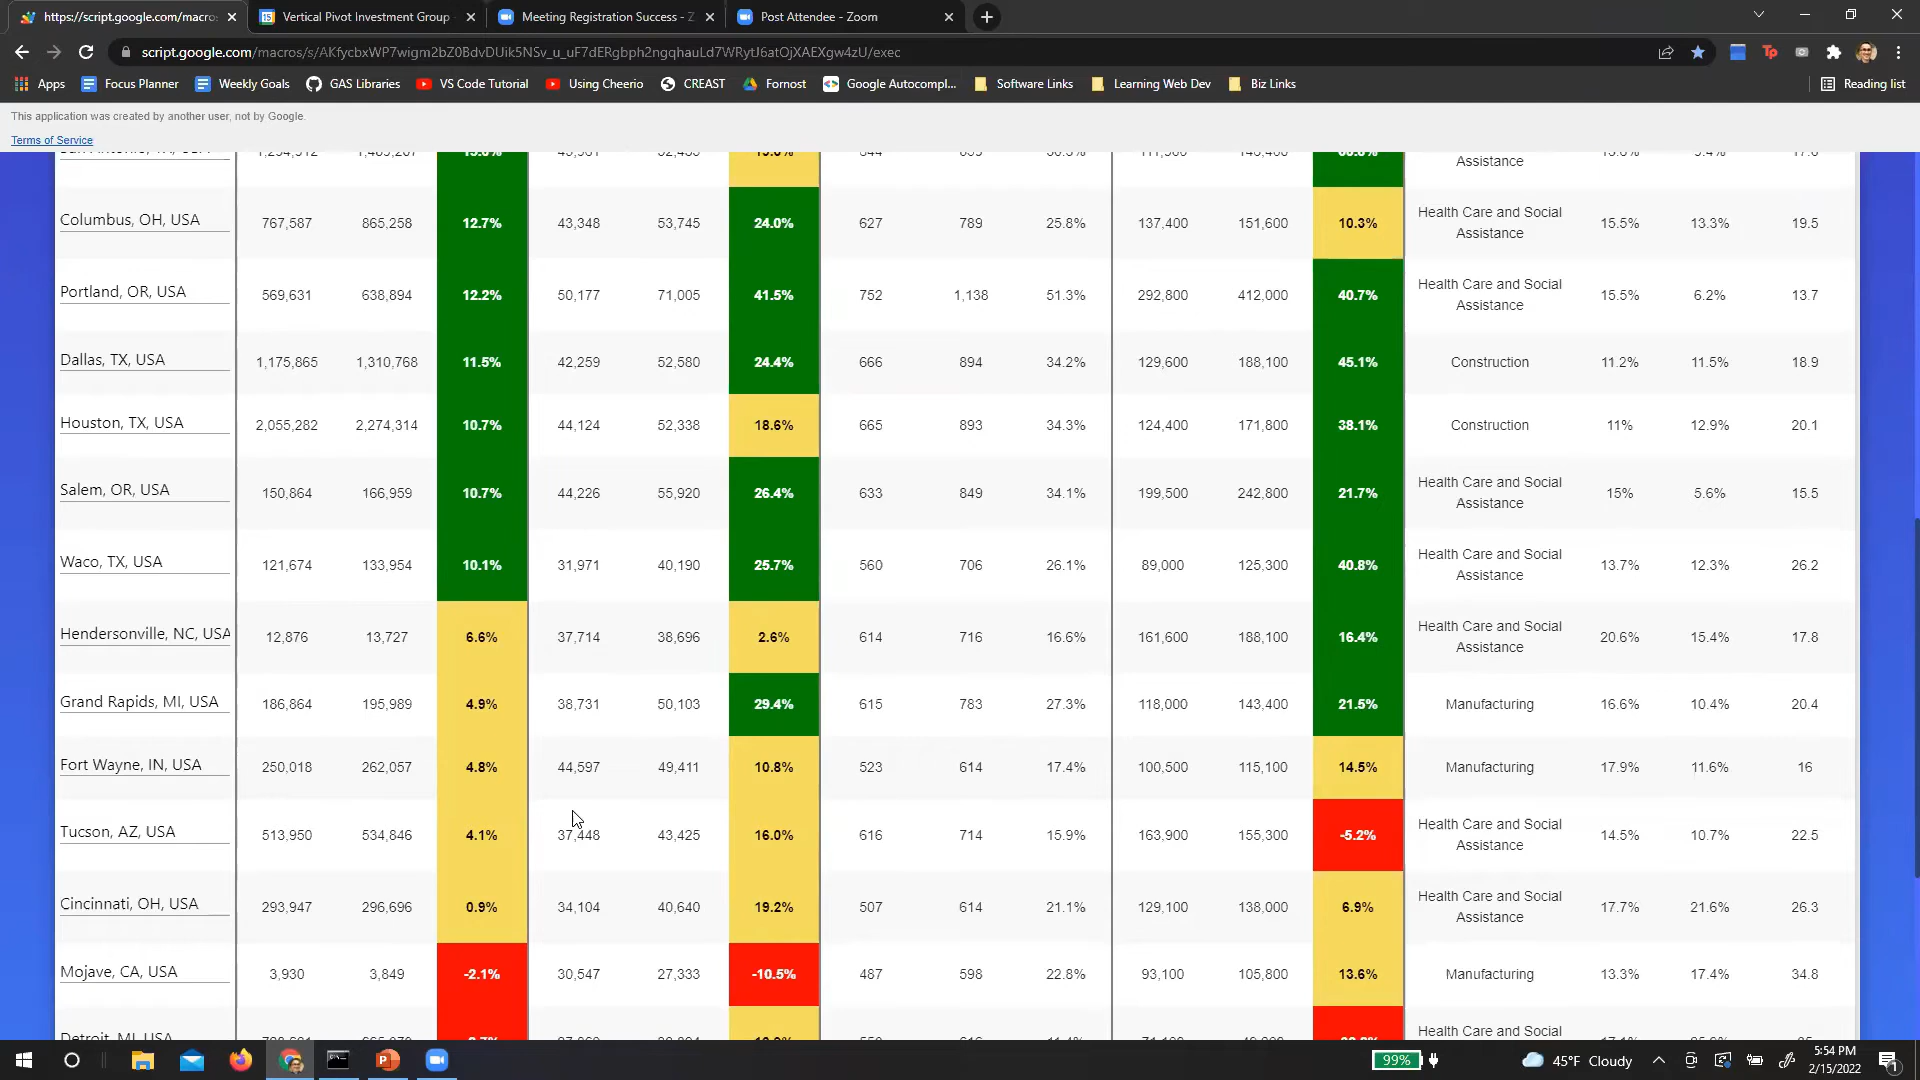 https://script.google.com/macro
Vertical Pivot Investment Group
Meeting Registration Success - Z
Post Attendee - Zoom
script.google.com/macros/s/AKfycbxWP7wigm2bZ0BdvDUik5NSv_u_uF7dERgbph2ngqhauLd7WRytJ6atOjXAEXgw4zU/exec
Apps Focus Planner Weekly Goals GAS Libraries VS Code Tutorial Using Cheerio CREAST Fornost Google Autocompl... Software Links Learning Web Dev Biz Links Reading list
This application was created by another user, not by Google.
Terms of Service
Assistance
Columbus, OH, USA 767,587 865,258 12.7% 43,348 53,745 24.0% 627 789 25.8% 137,400 151,600 10.3% Health Care and Social Assistance 15.5% 13.3% 19.5
Portland, OR, USA 569,631 638,894 12.2% 50,177 71,005 41.5% 752 1,138 51.3% 292,800 412,000 40.7% Health Care and Social Assistance 15.5% 6.2% 13.7
Dallas, TX, USA 1,175,865 1,310,768 11.5% 42,259 52,580 24.4% 666 894 34.2% 129,600 188,100 45.1% Construction 11.2% 11.5% 18.9
Houston, TX, USA 2,055,282 2,274,314 10.7% 44,124 52,338 18.6% 665 893 34.3% 124,400 171,800 38.1% Construction 11% 12.9% 20.1
Salem, OR, USA 150,864 166,959 10.7% 44,226 55,920 26.4% 633 849 34.1% 199,500 242,800 21.7% Health Care and Social Assistance 15% 5.6% 15.5
Waco, TX, USA 121,674 133,954 10.1% 31,971 40,190 25.7% 560 706 26.1% 89,000 125,300 40.8% Health Care and Social Assistance 13.7% 12.3% 26.2
Hendersonville, NC, USA 12,876 13,727 6.6% 37,714 38,696 2.6% 614 716 16.6% 161,600 188,100 16.4% Health Care and Social Assistance 20.6% 15.4% 17.8
Grand Rapids, MI, USA 186,864 195,989 4.9% 38,731 50,103 29.4% 615 783 27.3% 118,000 143,400 21.5% Manufacturing 16.6% 10.4% 20.4
Fort Wayne, IN, USA 250,018 262,057 4.8% 44,597 49,411 10.8% 523 614 17.4% 100,500 115,100 14.5% Manufacturing 17.9% 11.6% 16
Tucson, AZ, USA 513,950 534,846 4.1% 37,448 43,425 16.0% 616 714 15.9% 163,900 155,300 -5.2% Health Care and Social Assistance 14.5% 10.7% 22.5
Cincinnati, OH, USA 293,947 296,696 0.9% 34,104 40,640 19.2% 507 614 21.1% 129,100 138,000 6.9% Health Care and Social Assistance 17.7% 21.6% 26.3
Mojave, CA, USA 3,930 3,849 -2.1% 30,547 27,333 -10.5% 487 598 22.8% 93,100 105,800 13.6% Manufacturing 13.3% 17.4% 34.8
Detroit, MI, USA Health Care and Social
99% 45°F Cloudy 5:54 PM
2/15/2022